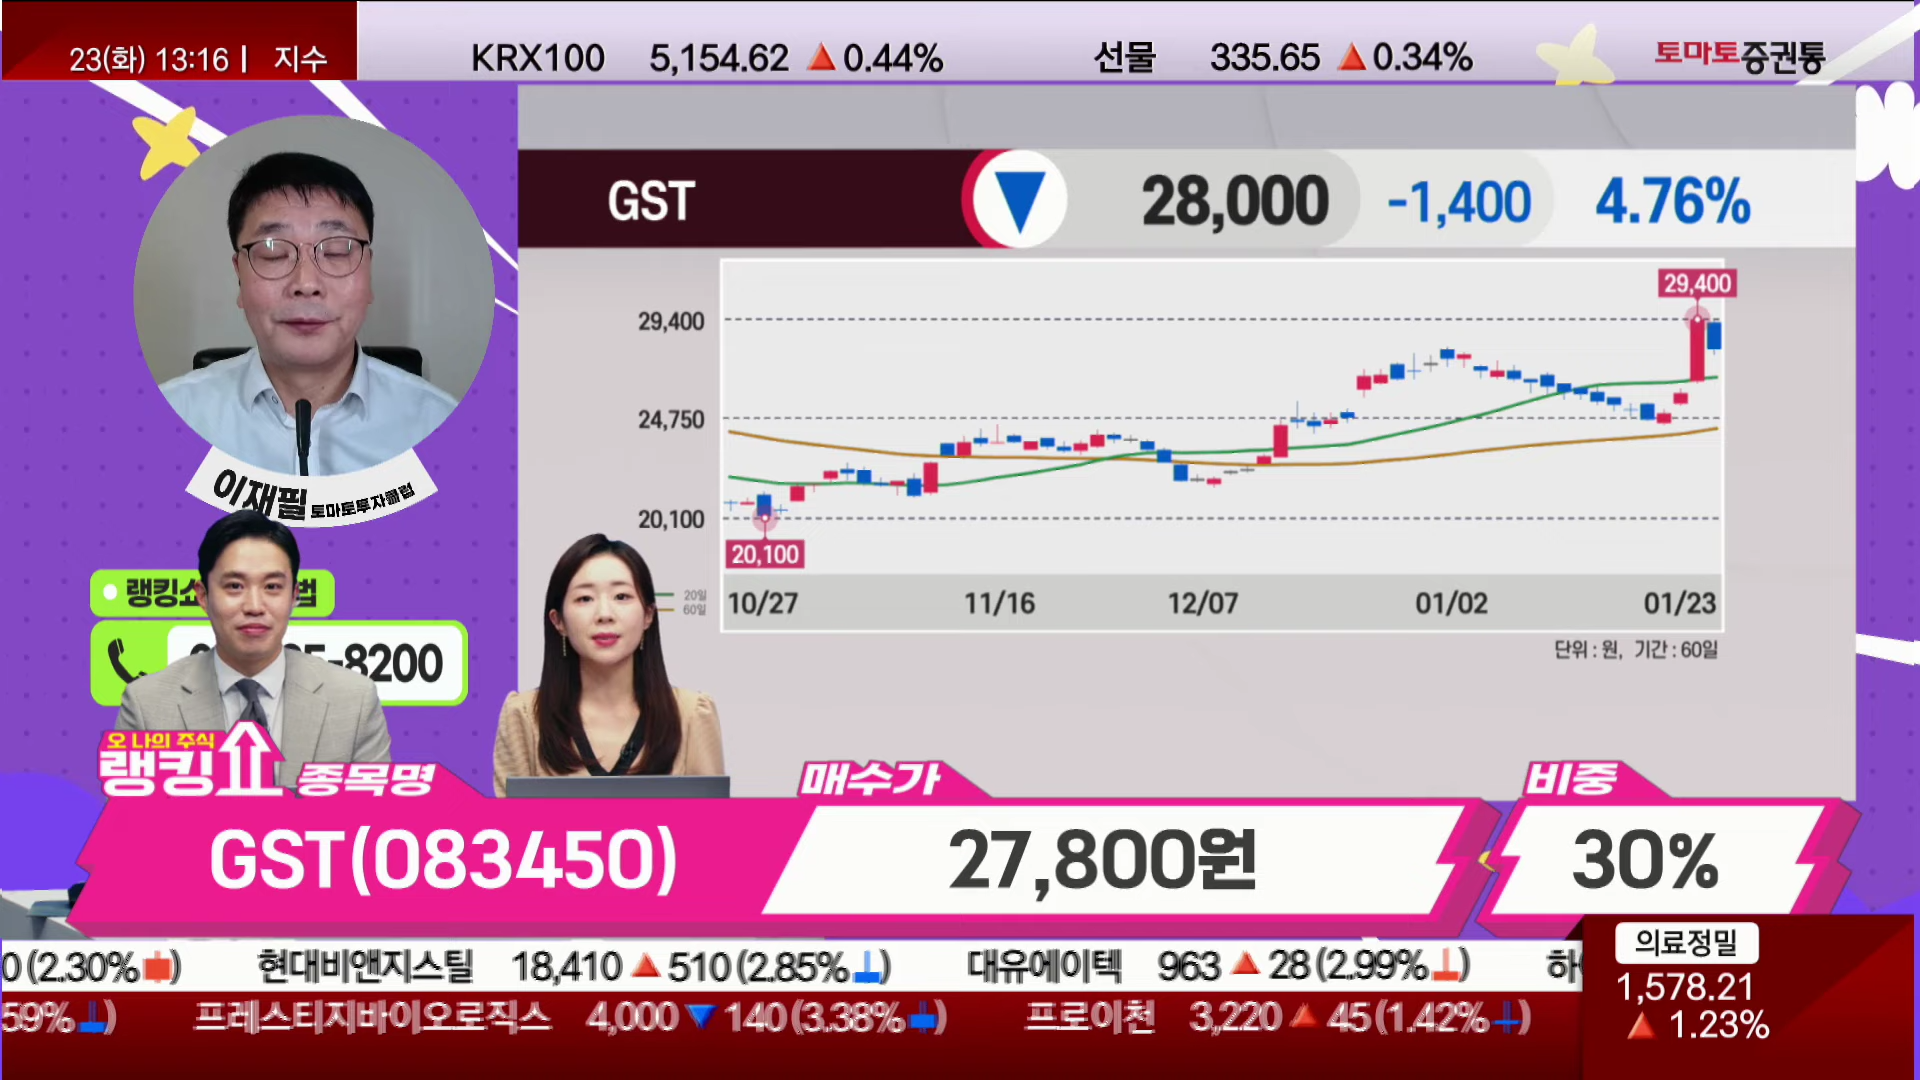 23(화) 13:16 | 지수
KRX100 5,154.62 ▲0.44%
선물 335.65 ▲0.34%
토마토증권통
GST ▼ 28,000 -1,400 4.76%
29,400
29,400
24,750
20,100
20,100
20일
60일
10/27 11/16 12/07 01/02 01/23
단위 : 원, 기간 : 60일
이재필 토마토투자클럽
랭킹쇼 법
-8200
오 나의 주식
랭킹쇼
종목명
매수가
비중
GST(083450)
27,800원
30%
0(2.30%) 현대비앤지스틸 18,410 ▲510(2.85%) 대유에이텍 963 ▲28(2.99%)
59%) 프레스티지바이오로직스 4,000 ▼140(3.38%) 프로이천 3,220 ▲45(1.42%)
의료정밀
1,578.21
▲ 1.23%